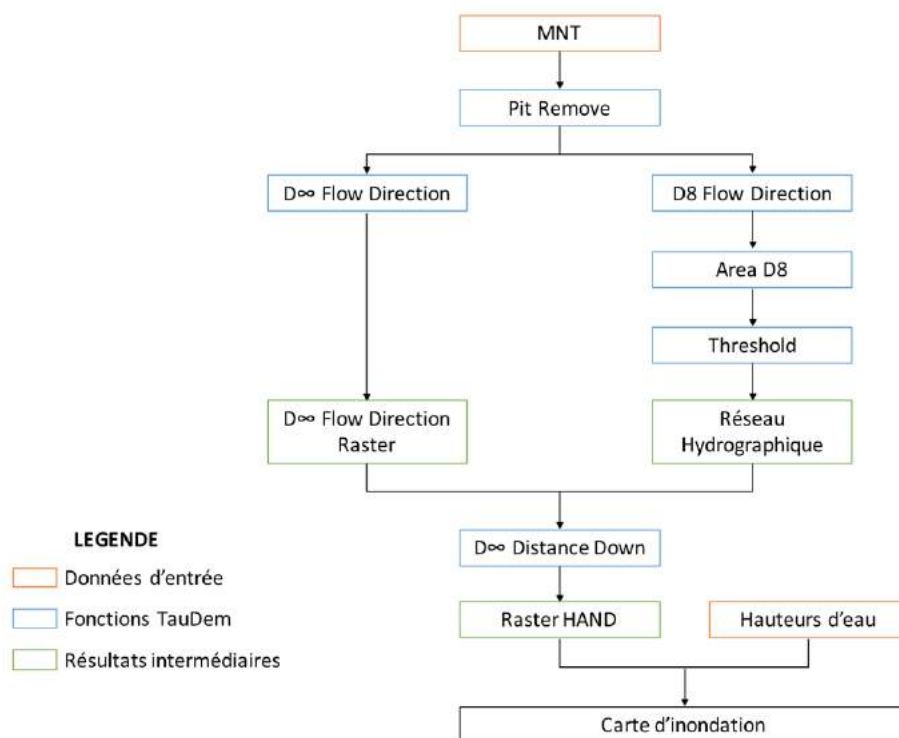 MNT
Pit Remove
D∞ Flow Direction
D8 Flow Direction
Area D8
Threshold
D∞ Flow Direction
Raster
Réseau
Hydrographique
D∞ Distance Down
Raster HAND
Hauteurs d'eau
Carte d'inondation
LEGENDE
Données d'entrée
Fonctions TauDem
Résultats intermédiaires